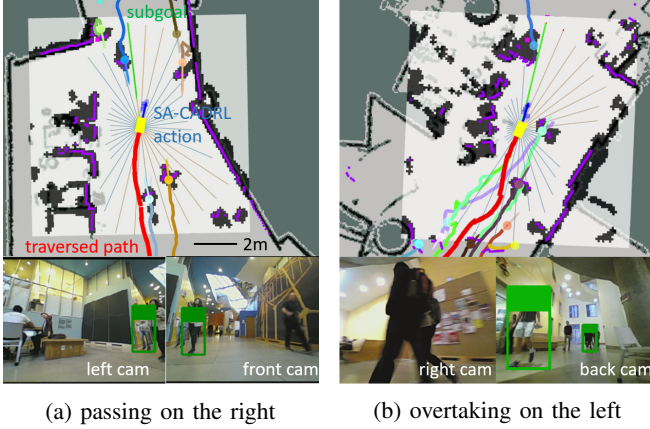 subgoal
SA-CADRL
action
traversed path
2m
left cam
front cam
right cam
back cam
(a) passing on the right
(b) overtaking on the left